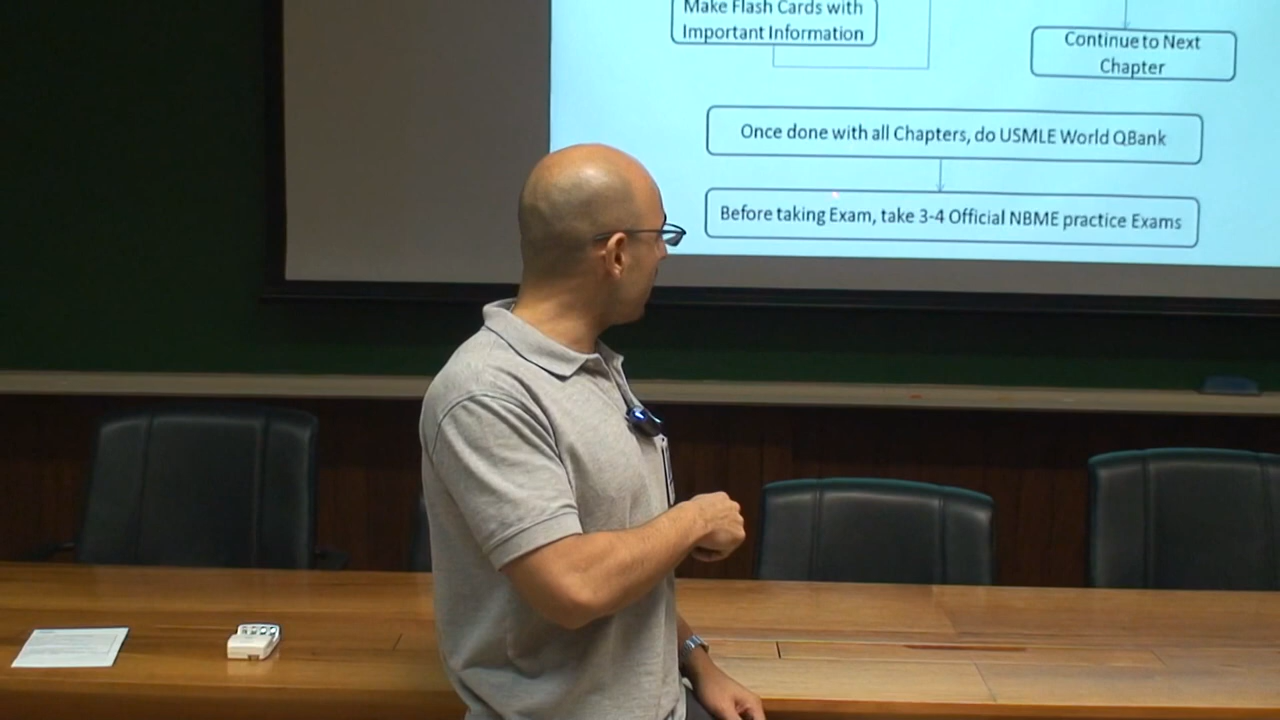 Make Flash Cards with
Important Information
Continue to Next
Chapter
Once done with all Chapters, do USMLE World QBank
Before taking Exam, take 3-4 Official NBME practice Exams